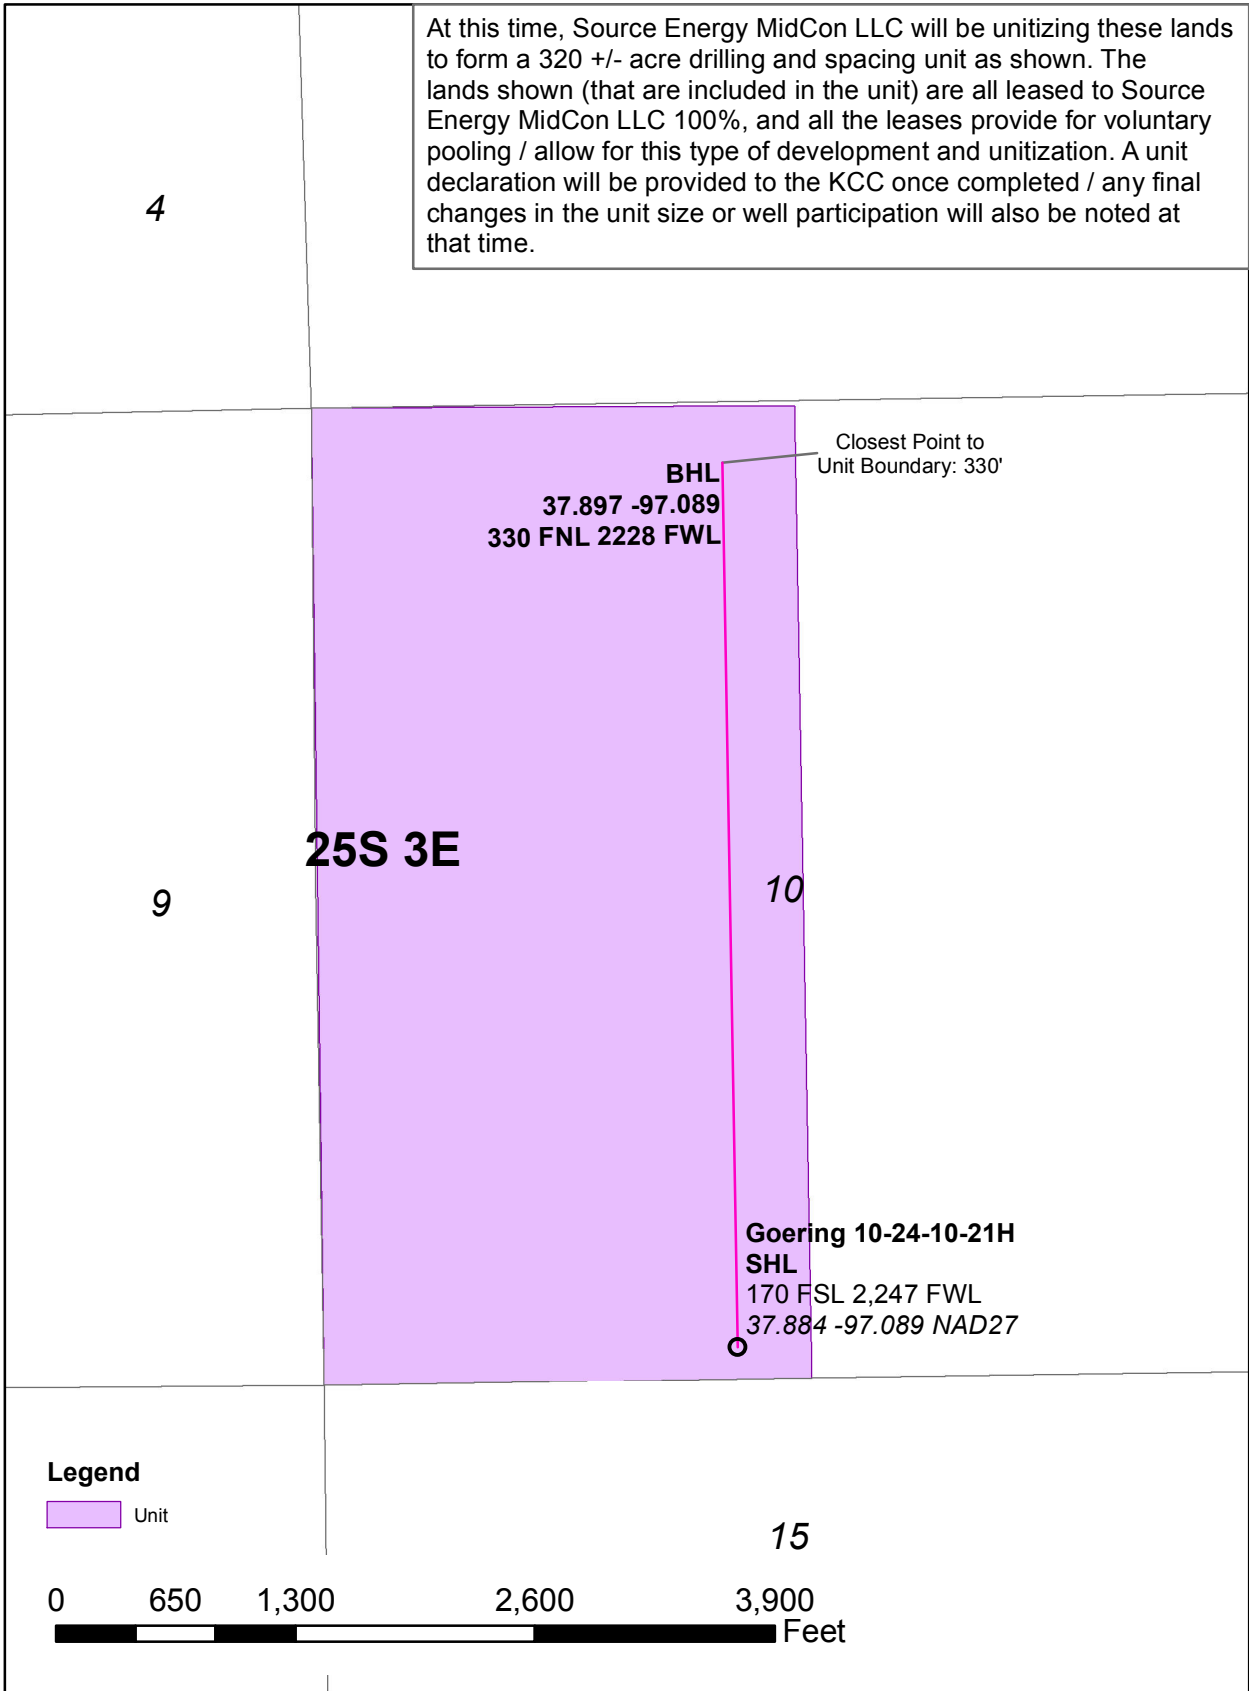 At this time, Source Energy MidCon LLC will be unitizing these lands
to form a 320 +/- acre drilling and spacing unit as shown. The
lands shown (that are included in the unit) are all leased to Source
Energy MidCon LLC 100%, and all the leases provide for voluntary
pooling / allow for this type of development and unitization. A unit
declaration will be provided to the KCC once completed / any final
changes in the unit size or well participation will also be noted at
that time.
4
Closest Point to
Unit Boundary: 330'
BHL
37.897 -97.089
330 FNL 2228 FWL
25S 3E
9
10
Goering 10-24-10-21H
SHL
170 FSL 2,247 FWL
37.884 -97.089 NAD27
Legend
Unit
15
0 650 1,300 2,600 3,900
Feet